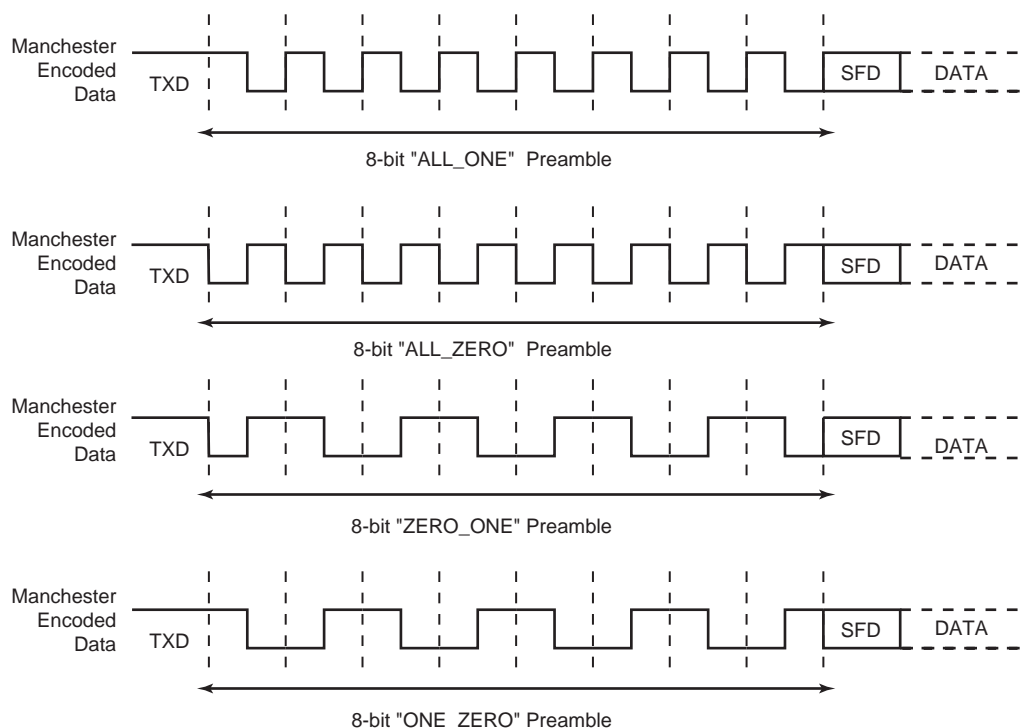 Manchester
Encoded
Data
TXD
SFD
DATA
8-bit "ALL_ONE" Preamble
Manchester
Encoded
Data
TXD
SFD
DATA
8-bit "ALL_ZERO" Preamble
Manchester
Encoded
Data
TXD
SFD
DATA
8-bit "ZERO_ONE" Preamble
Manchester
Encoded
Data
TXD
SFD
DATA
8-bit "ONE_ZERO" Preamble